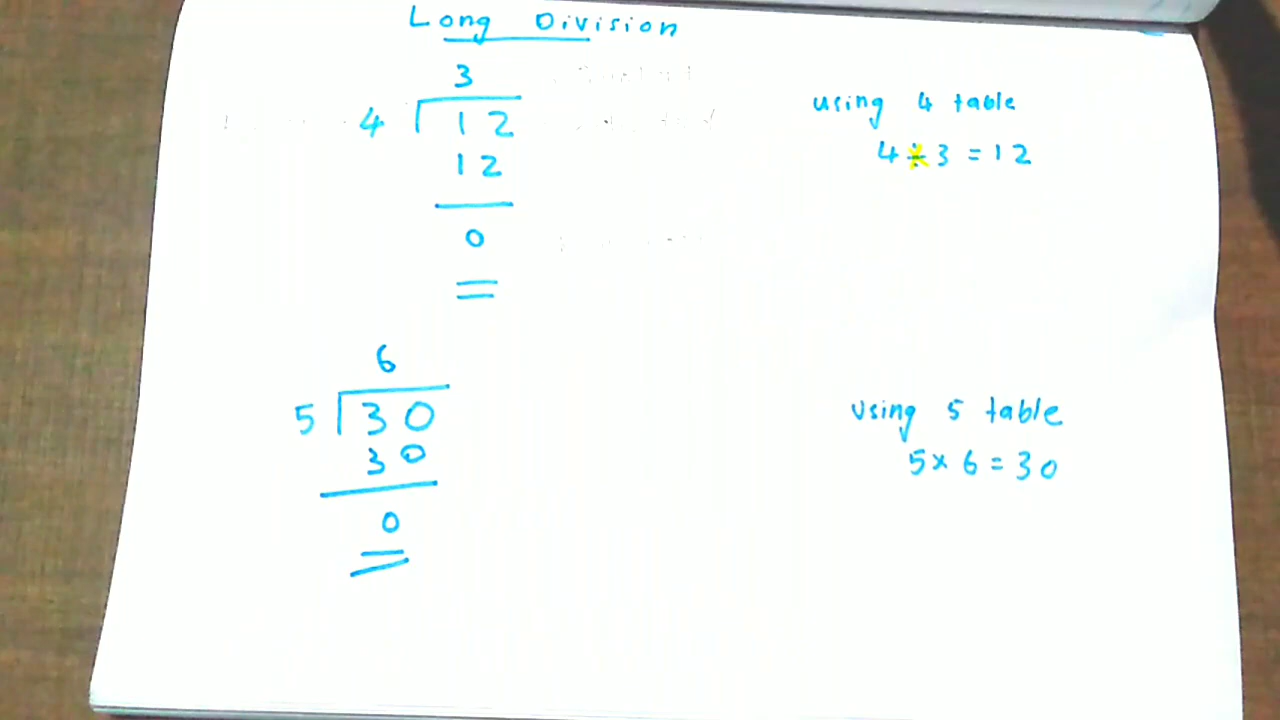 Long Division
3
4 12
12
0
using 4 table
4 ÷ 3 = 12
6
5 30
30
0
using 5 table
5 × 6 = 30